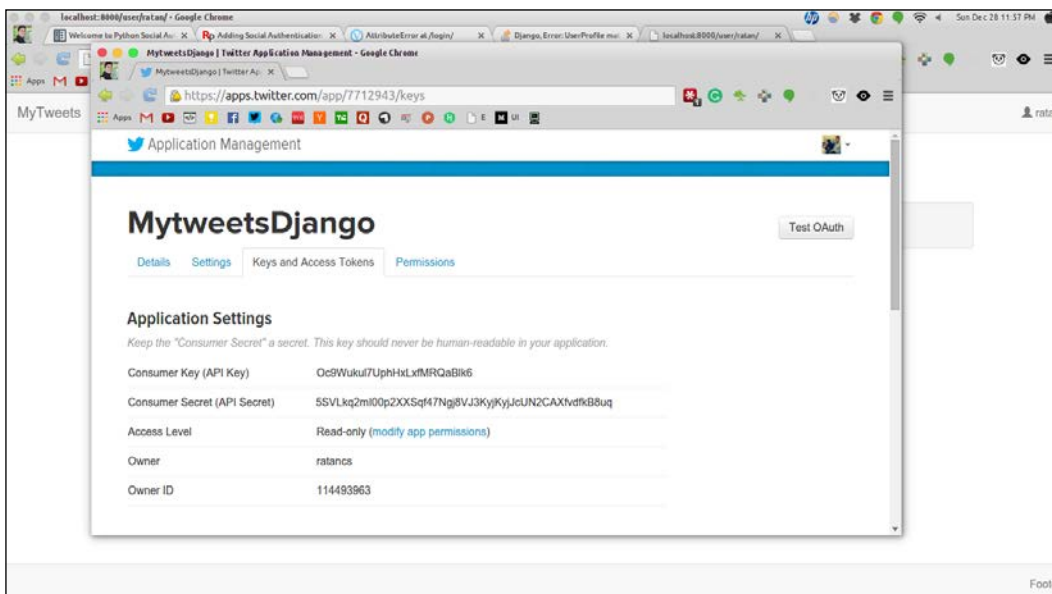 localhost:8000/user/ratan/ - Google Chrome
Sun Dec 28 11:37 PM
Welcome to Python Social Au
Adding Social Authentication
AttributeError at /login/
Django, Error: UserProfile ma
localhost:8000/user/ratan/
MytweetsDjango | Twitter Application Management - Google Chrome
MytweetsDjango | Twitter Ap
https://apps.twitter.com/app/7712943/keys
Apps
Apps
MyTweets
rata
Application Management
MytweetsDjango
Test OAuth
Details Settings Keys and Access Tokens Permissions
Application Settings
Keep the "Consumer Secret" a secret. This key should never be human-readable in your application.
Consumer Key (API Key)
Consumer Secret (API Secret)
Access Level Read-only (modify app permissions)
Owner ratancs
Owner ID 114493963
Foot